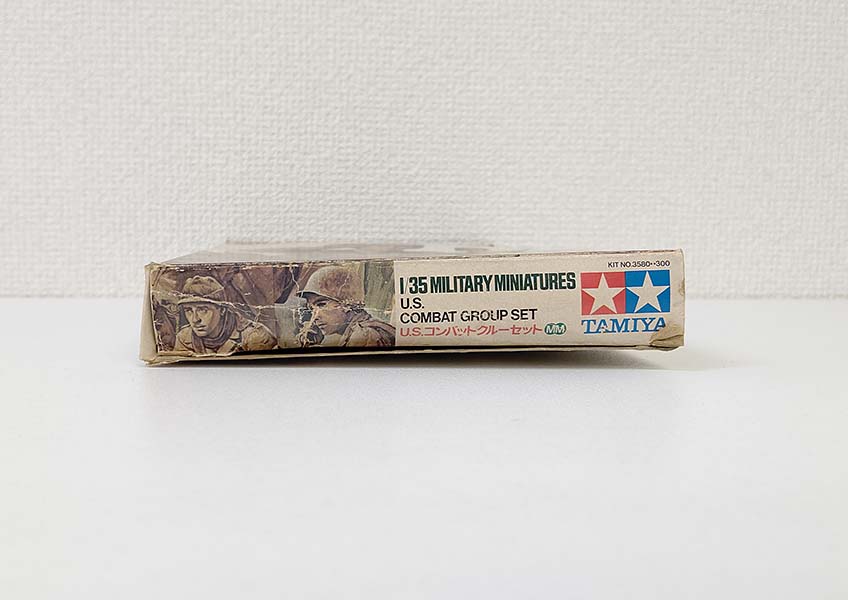 KIT NO.3580··300
1/35 MILITARY MINIATURES
U.S.
COMBAT GROUP SET
U.S.コンバットクルーセット MM
TAMIYA